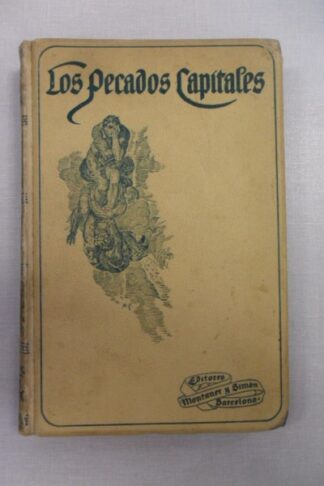 Los Pecados Capitales
Editores
Montaner y Simón
Barcelona